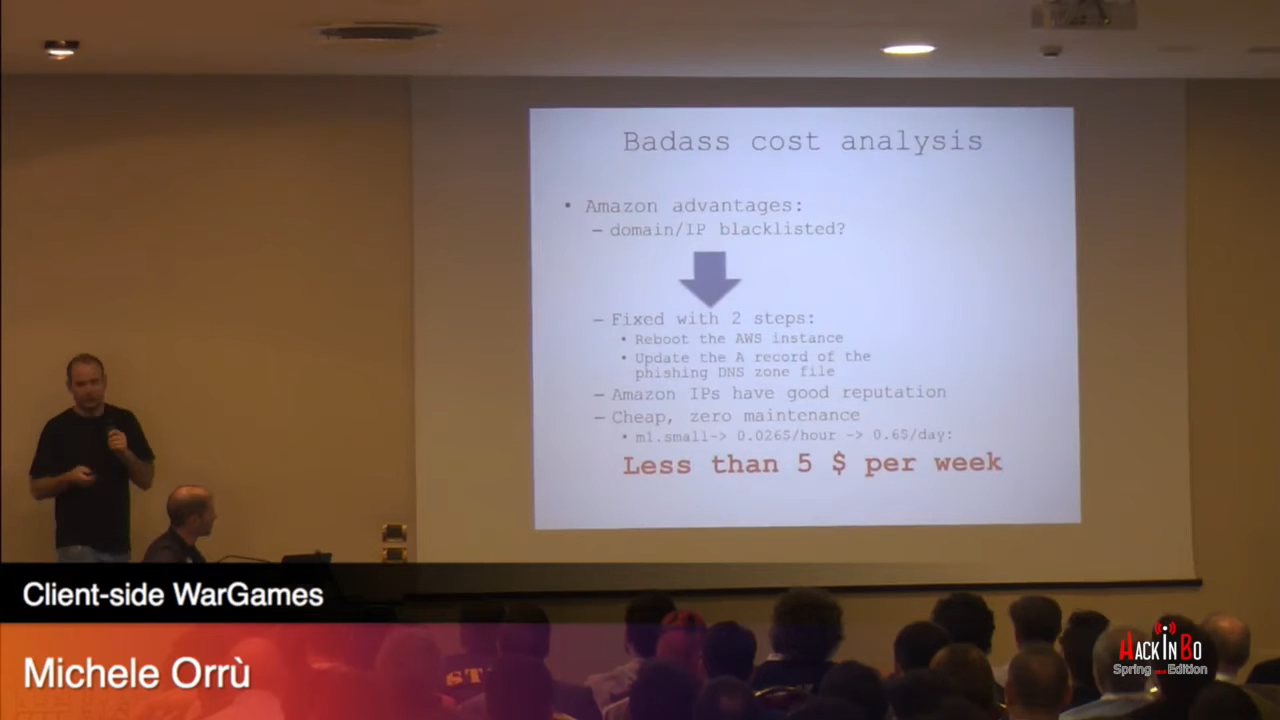 Badass cost analysis
• Amazon advantages:
– domain/IP blacklisted?
– Fixed with 2 steps:
• Reboot the AWS instance
• Update the A record of the
phishing DNS zone file
– Amazon IPs have good reputation
– Cheap, zero maintenance
• m1.small-> 0.0265/hour -> 0.65/day:
Less than 5 $ per week
Client-side WarGames
Michele Orrù
HackInBo
Spring
Edition